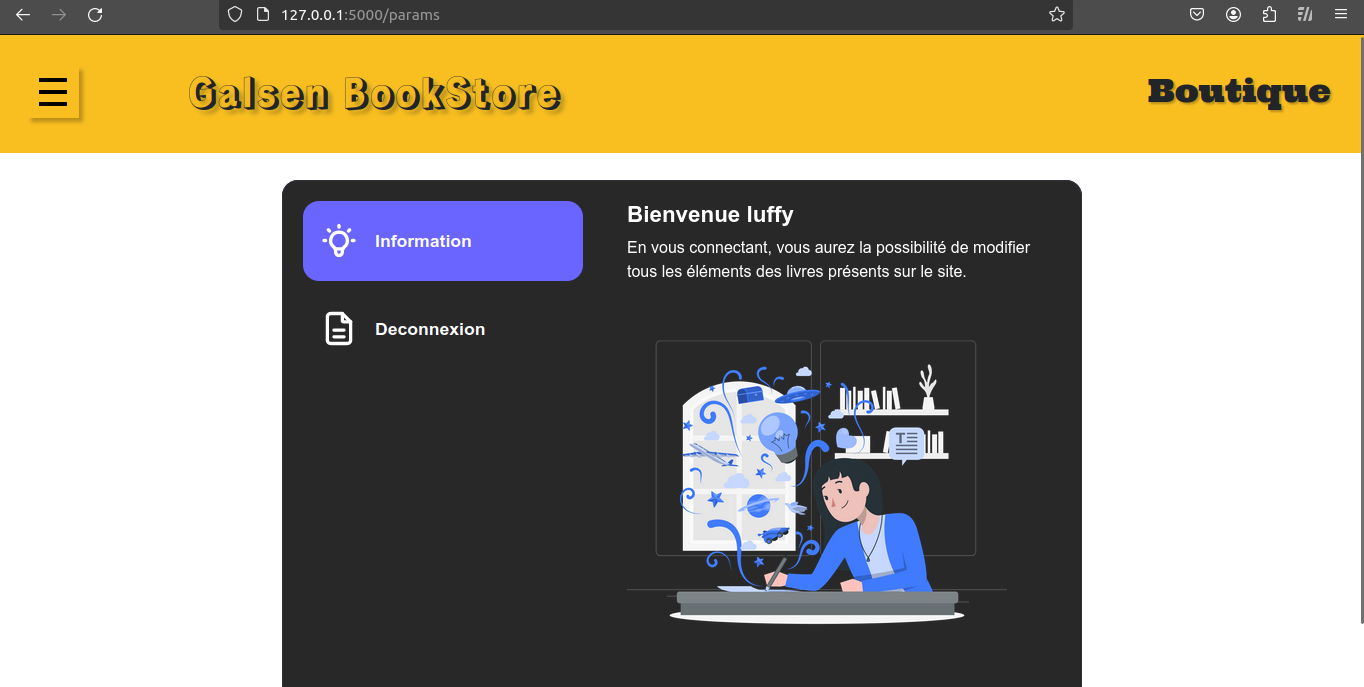 127.0.0.1:5000/params
Galsen BookStore
Boutique
Information
Deconnexion
Bienvenue luffy
En vous connectant, vous aurez la possibilité de modifier
tous les éléments des livres présents sur le site.
T